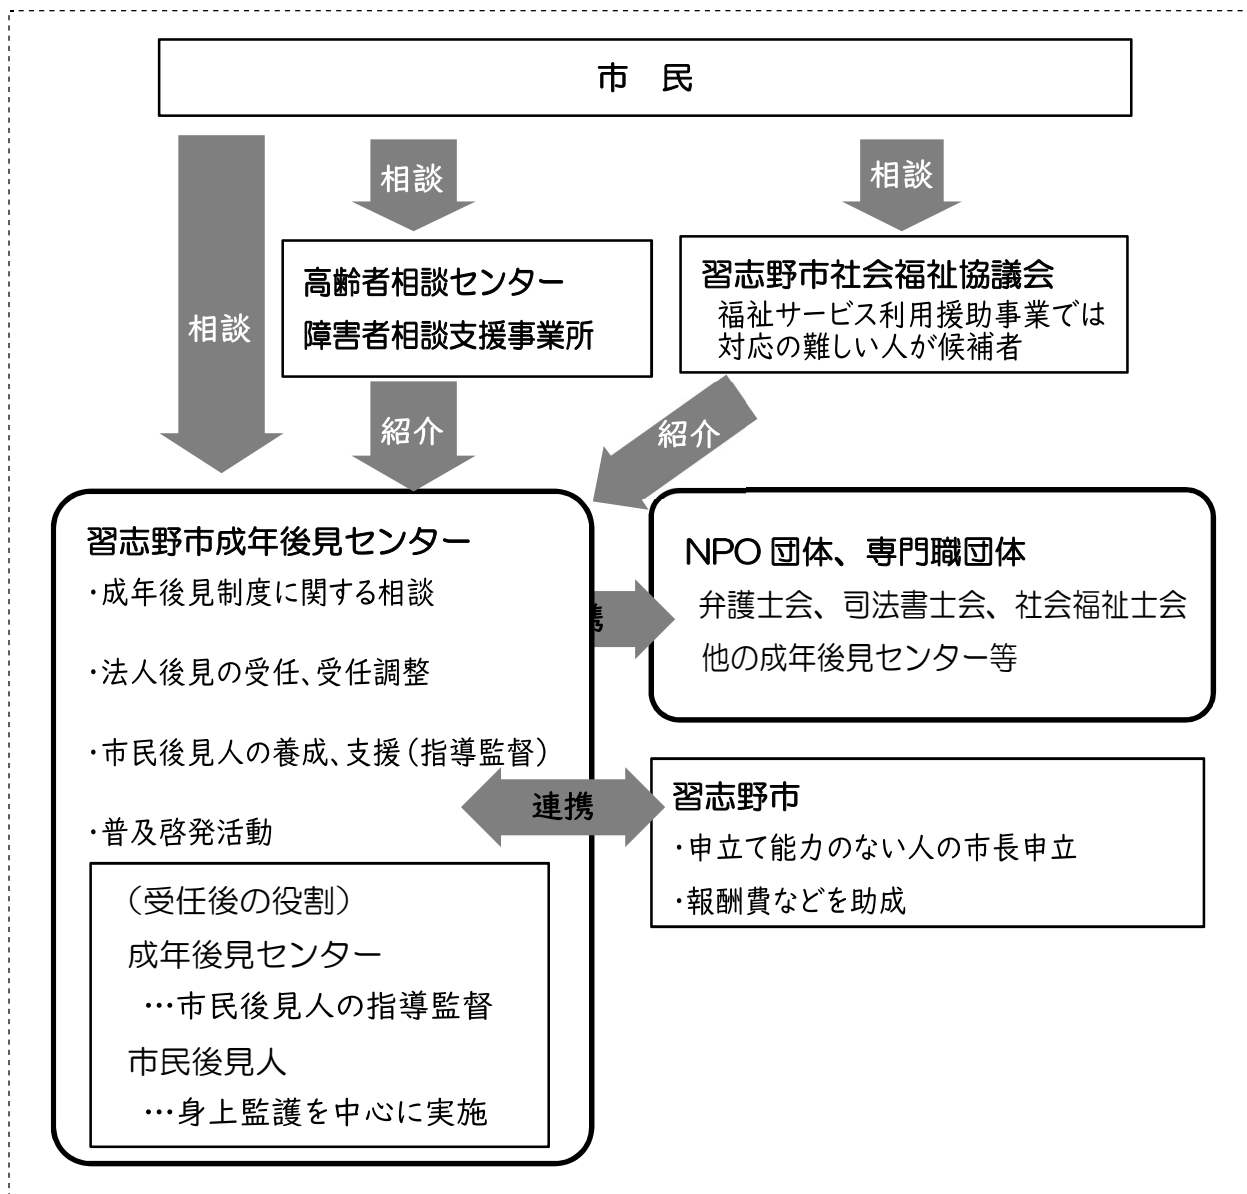 市　民
相談
相談
相談
高齢者相談センター
障害者相談支援事業所
習志野市社会福祉協議会
福祉サービス利用援助事業では
対応の難しい人が候補者
紹介
紹介
習志野市成年後見センター
・成年後見制度に関する相談
・法人後見の受任、受任調整
・市民後見人の養成、支援（指導監督）
・普及啓発活動
（受任後の役割）
成年後見センター
…市民後見人の指導監督
市民後見人
…身上監護を中心に実施
NPO 団体、専門職団体
弁護士会、司法書士会、社会福祉士会
他の成年後見センター等
連携
習志野市
・申立て能力のない人の市長申立
・報酬費などを助成